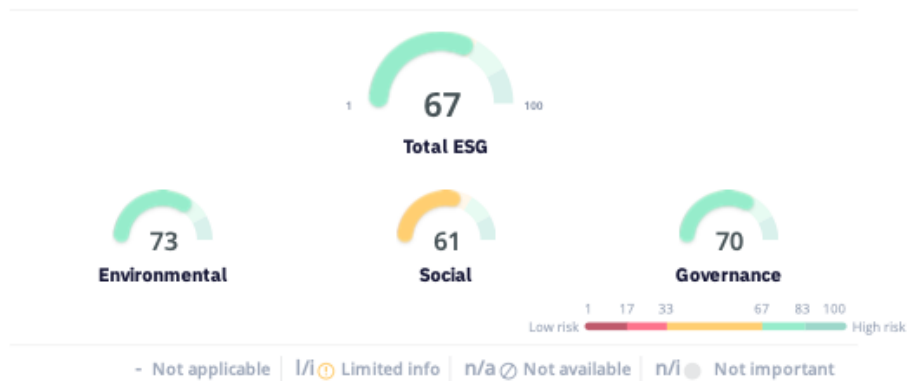 67
1 100
Total ESG
73 61 70
Environmental Social Governance
1 17 33 67 83 100
Low risk High risk
- Not applicable l/i Limited info n/a Not available n/i Not important